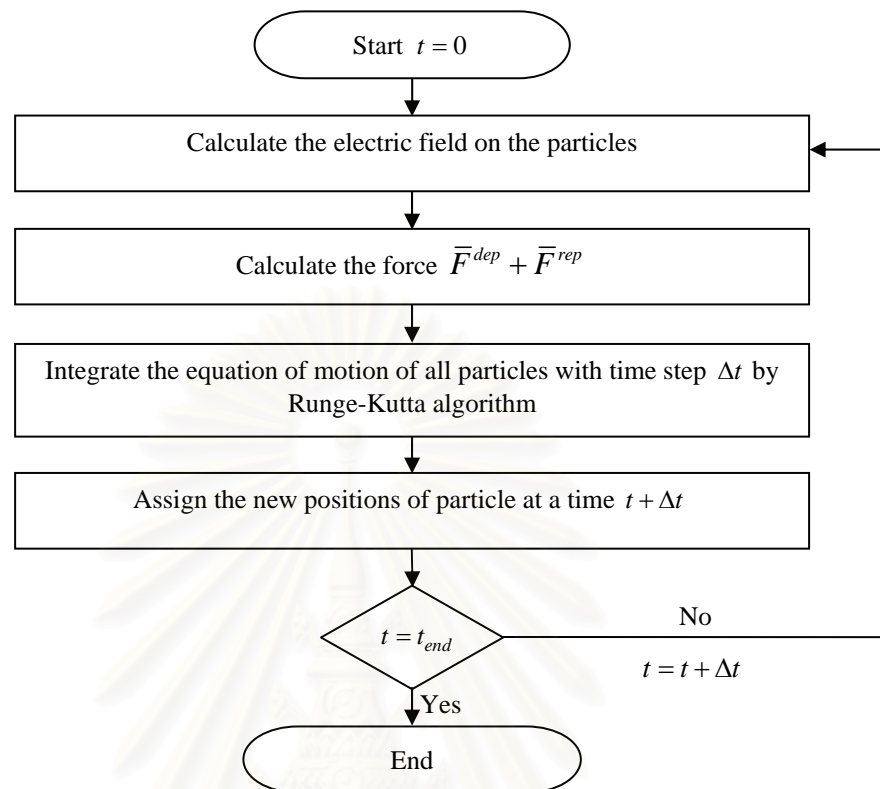 Start t = 0
Calculate the electric field on the particles
Calculate the force F̅^dep + F̅^rep
Integrate the equation of motion of all particles with time step Δt by
Runge-Kutta algorithm
Assign the new positions of particle at a time t + Δt
t = t_end
No
t = t + Δt
Yes
End